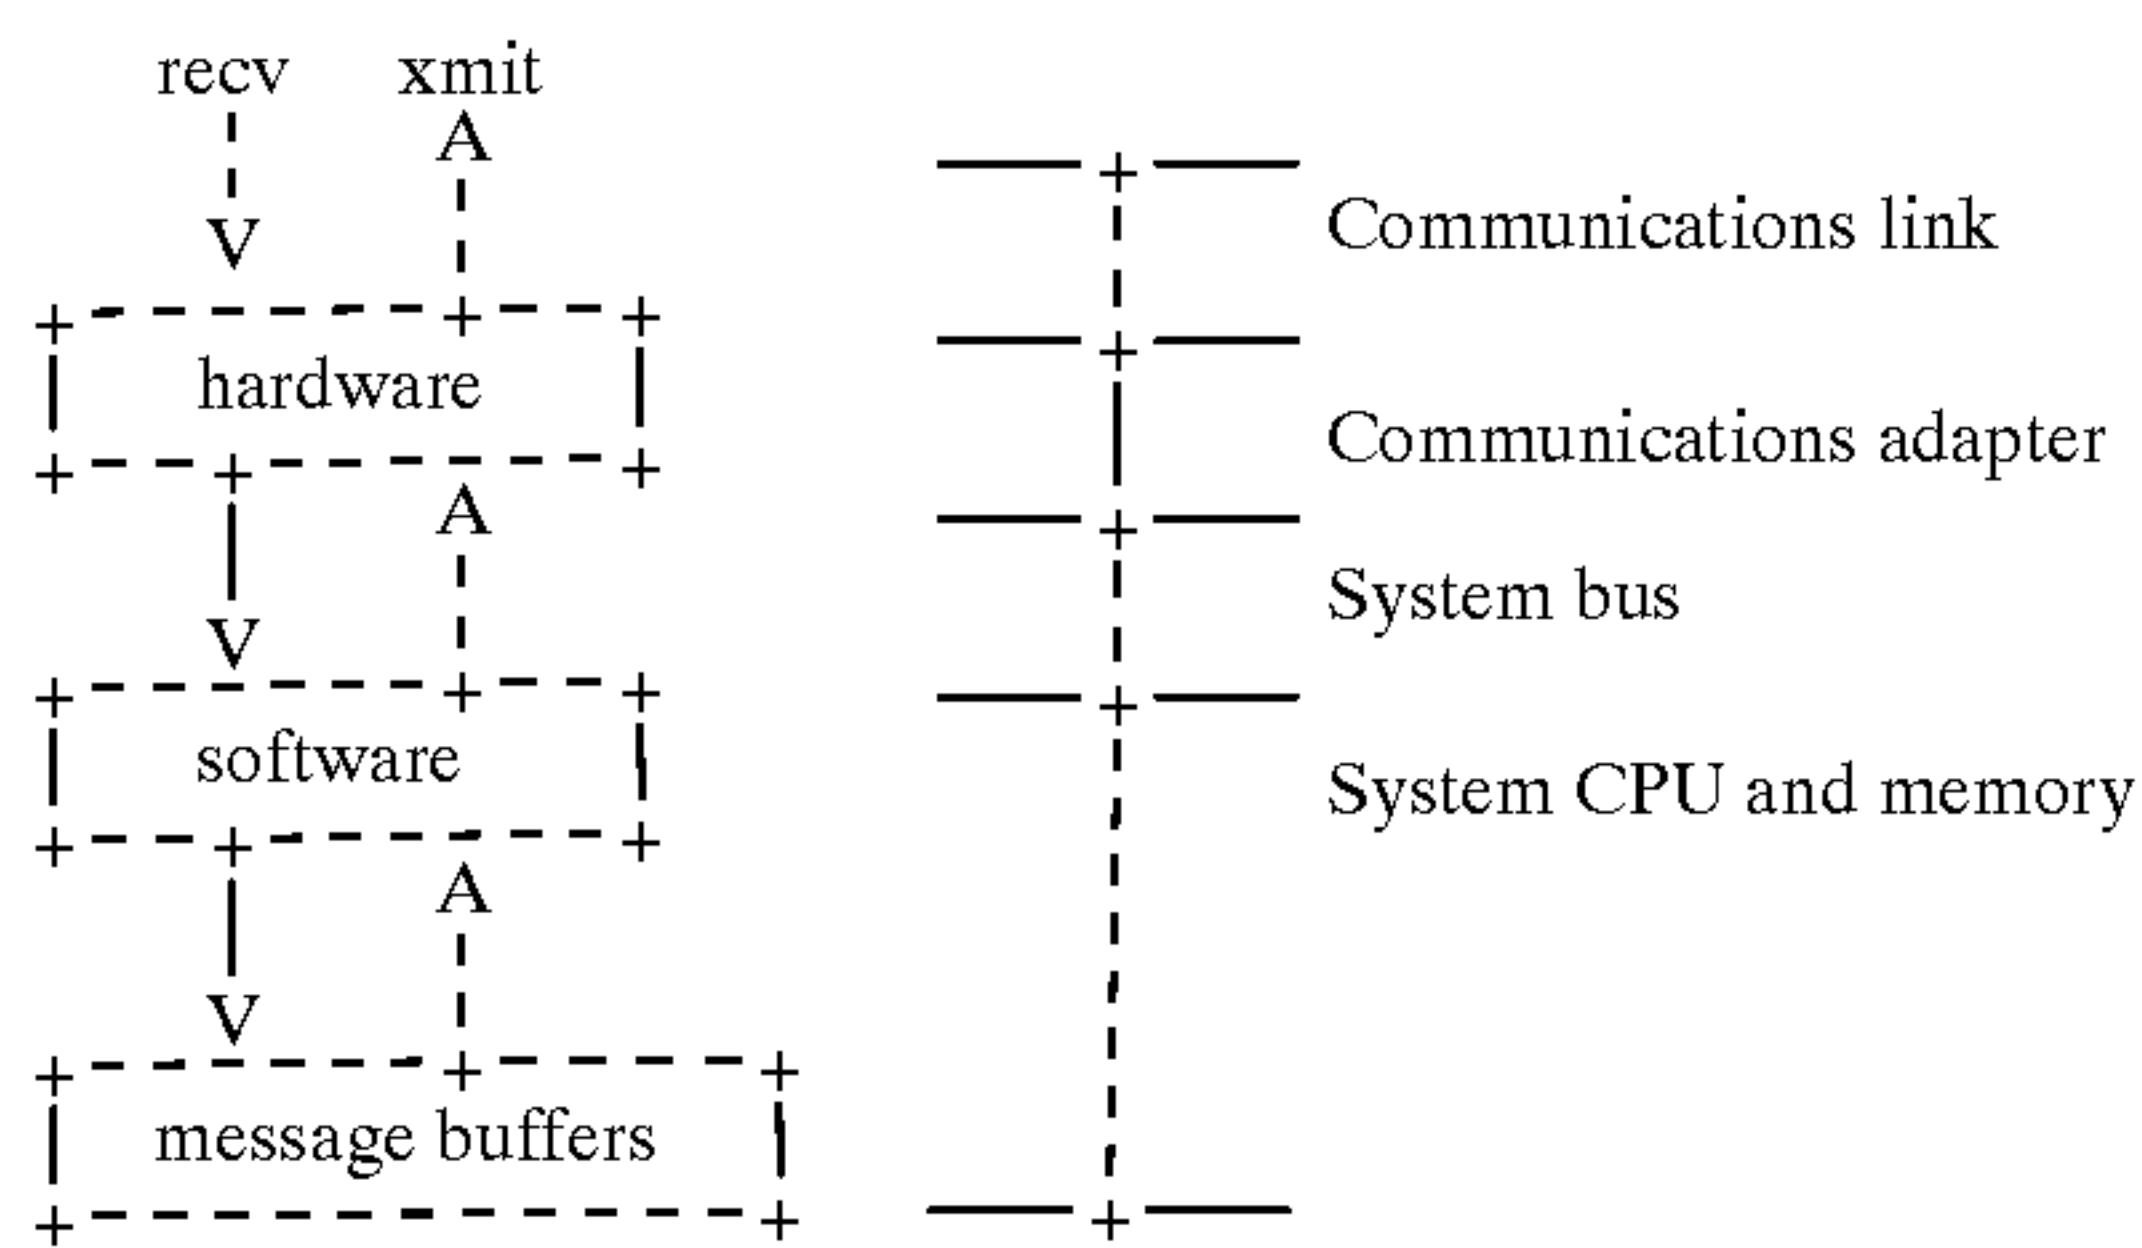 recv xmit
Communications link
hardware
Communications adapter
System bus
software
System CPU and memory
message buffers